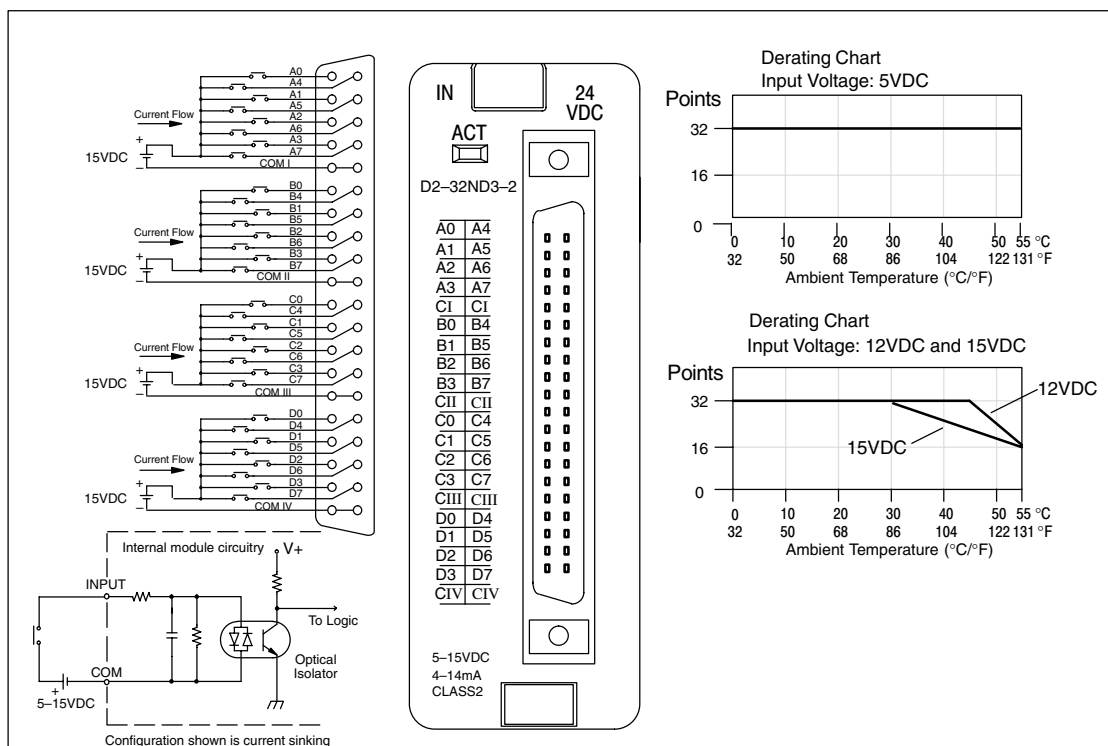 A0
A4
A1
A5
A2
A6
A3
A7
COM I
Current Flow
+
15VDC
–
B0
B4
B1
B5
B2
B6
B3
B7
COM II
Current Flow
+
15VDC
–
C0
C4
C1
C5
C2
C6
C3
C7
COM III
Current Flow
+
15VDC
–
D0
D4
D1
D5
D2
D6
D3
D7
COM IV
Current Flow
+
15VDC
–
Internal module circuitry
V+
INPUT
To Logic
Optical
Isolator
COM
+
5–15VDC
Configuration shown is current sinking
IN
24
VDC
ACT
D2–32ND3–2
A0 A4
A1 A5
A2 A6
A3 A7
CI CI
B0 B4
B1 B5
B2 B6
B3 B7
CII CII
C0 C4
C1 C5
C2 C6
C3 C7
CIII CIII
D0 D4
D1 D5
D2 D6
D3 D7
CIV CIV
5–15VDC
4–14mA
CLASS2
Derating Chart
Input Voltage: 5VDC
Points
32
16
0
0 10 20 30 40 50 55 °C
32 50 68 86 104 122 131 °F
Ambient Temperature (°C/°F)
Derating Chart
Input Voltage: 12VDC and 15VDC
Points
32
12VDC
16
15VDC
0
0 10 20 30 40 50 55 °C
32 50 68 86 104 122 131 °F
Ambient Temperature (°C/°F)